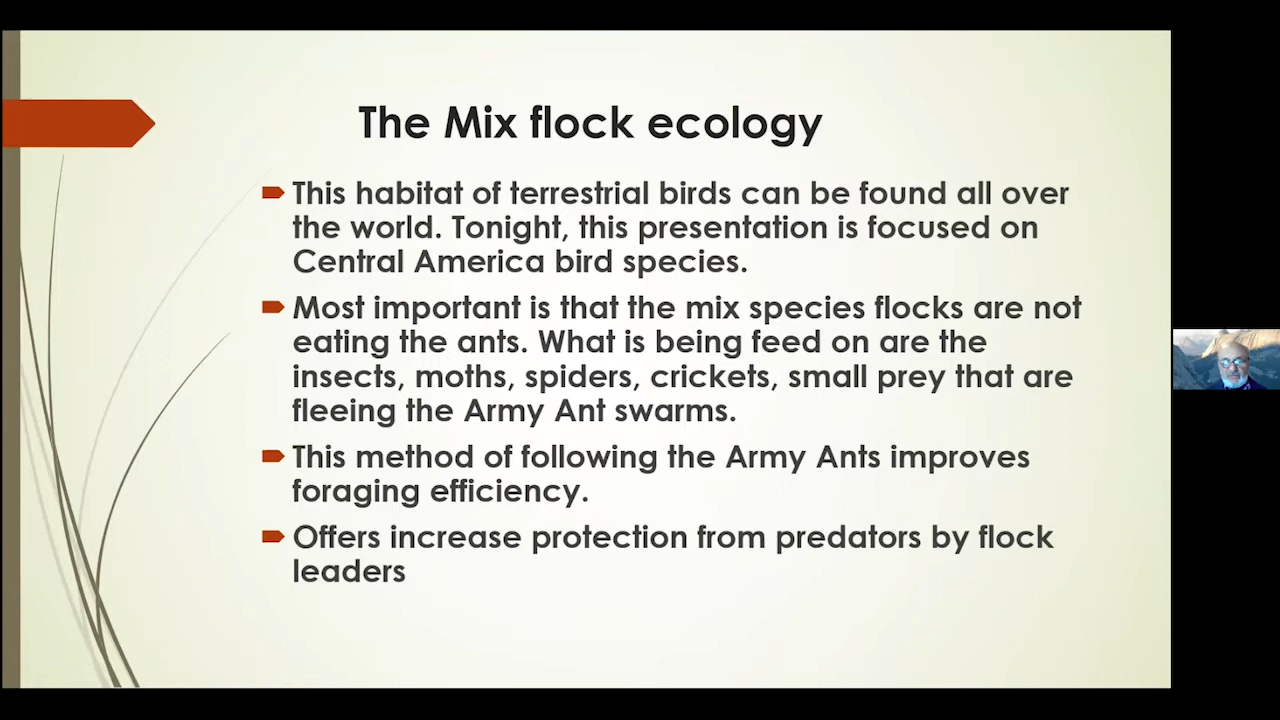 The Mix flock ecology
This habitat of terrestrial birds can be found all over
the world. Tonight, this presentation is focused on
Central America bird species.
Most important is that the mix species flocks are not
eating the ants. What is being feed on are the
insects, moths, spiders, crickets, small prey that are
fleeing the Army Ant swarms.
This method of following the Army Ants improves
foraging efficiency.
Offers increase protection from predators by flock
leaders